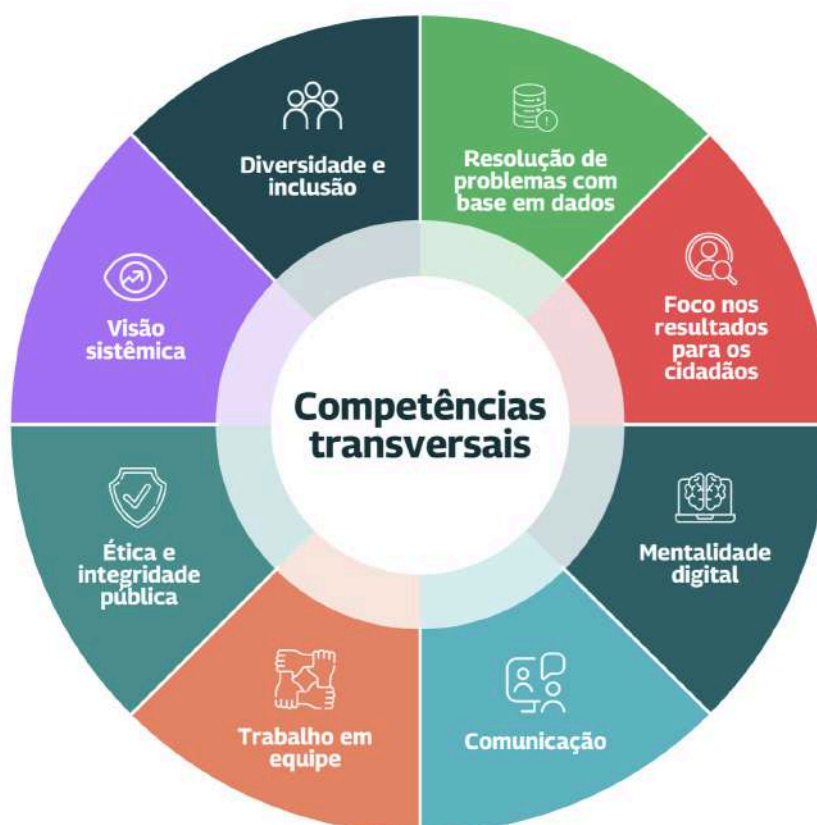 Competências
transversais
Diversidade e
inclusão
Resolução de
problemas com
base em dados
Foco nos
resultados
para os
cidadãos
Mentalidade
digital
Comunicação
Trabalho em
equipe
Ética e
integridade
pública
Visão
sistêmica